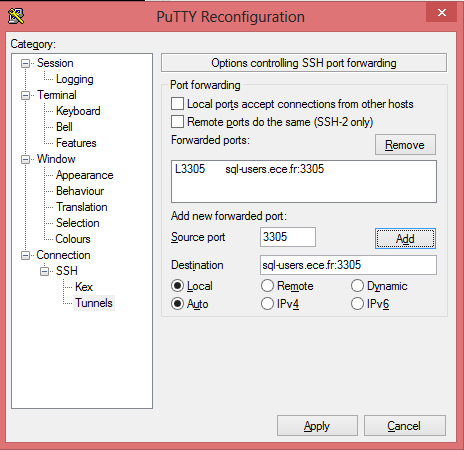 PuTTY Reconfiguration
Category:
Session
Logging
Terminal
Keyboard
Bell
Features
Window
Appearance
Behaviour
Translation
Selection
Colours
Connection
SSH
Kex
Tunnels
Options controlling SSH port forwarding
Port forwarding
Local ports accept connections from other hosts
Remote ports do the same (SSH-2 only)
Forwarded ports: Remove
L3305 sql-users.ece.fr:3305
Add new forwarded port:
Source port 3305 Add
Destination sql-users.ece.fr:3305
Local Remote Dynamic
Auto IPv4 IPv6
Apply Cancel